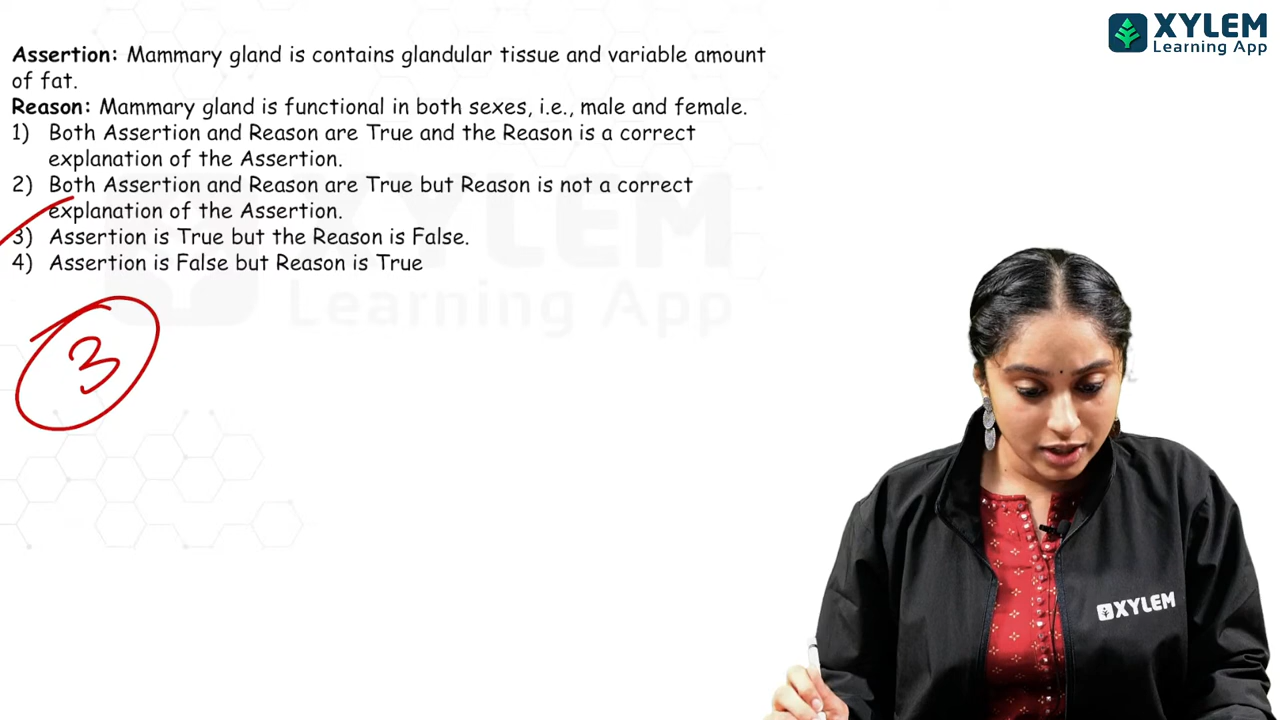 XYLEM
Learning App
Assertion: Mammary gland is contains glandular tissue and variable amount
of fat.
Reason: Mammary gland is functional in both sexes, i.e., male and female.
1) Both Assertion and Reason are True and the Reason is a correct
explanation of the Assertion.
2) Both Assertion and Reason are True but Reason is not a correct
explanation of the Assertion.
3) Assertion is True but the Reason is False.
4) Assertion is False but Reason is True
XYLEM
Learning App
3
XYLEM